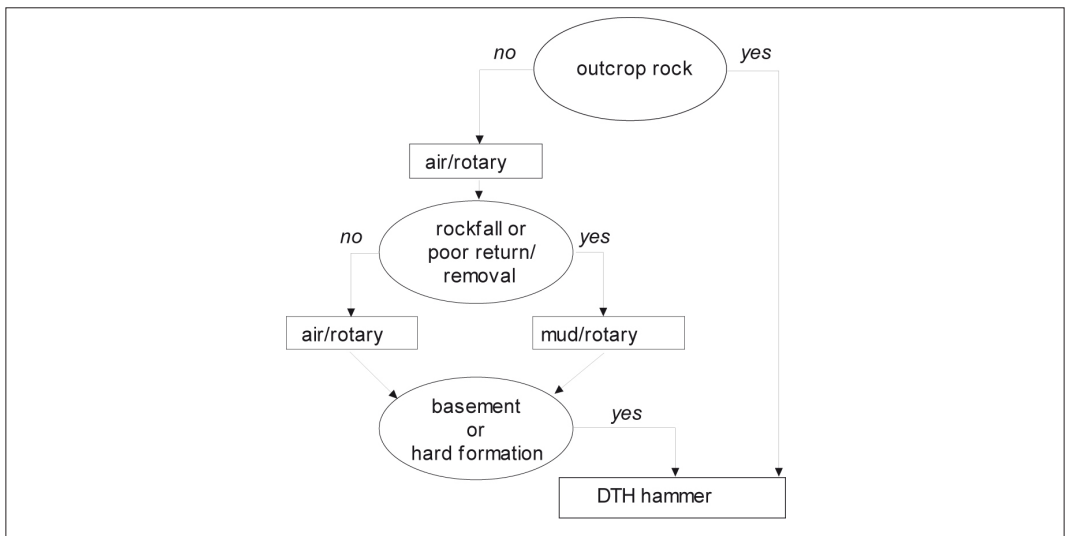 no
yes
outcrop rock
air/rotary
rockfall or
poor return/
removal
no
yes
air/rotary
mud/rotary
basement
or
hard formation
yes
DTH hammer